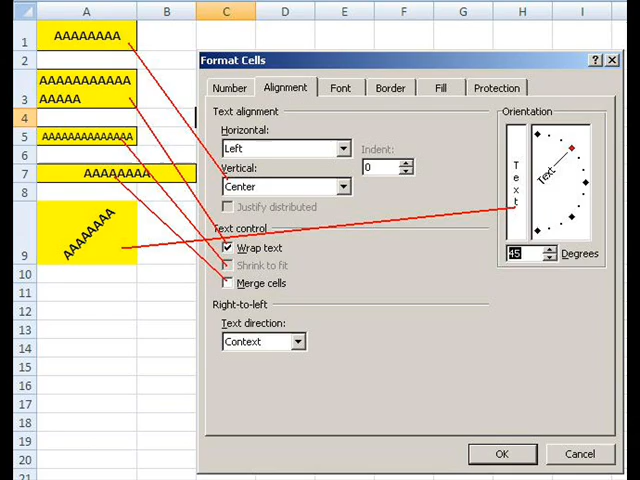 A B C D E F G H I
1 AAAAAAAA
2
AAAAAAAAAAA
3 AAAAA
4
5 AAAAAAAAAAAAAA
6
7 AAAAAAAA
8
AAAAAAAA
9
10
11
12
13
14
15
16
17
18
19
20
21
Format Cells
Number Alignment Font Border Fill Protection
Text alignment
Horizontal:
Left
Indent:
0
Vertical:
Center
Justify distributed
Text control
Wrap text
Shrink to fit
Merge cells
Right-to-left
Text direction:
Context
Orientation
T
e
x
t
Text
45 Degrees
OK Cancel